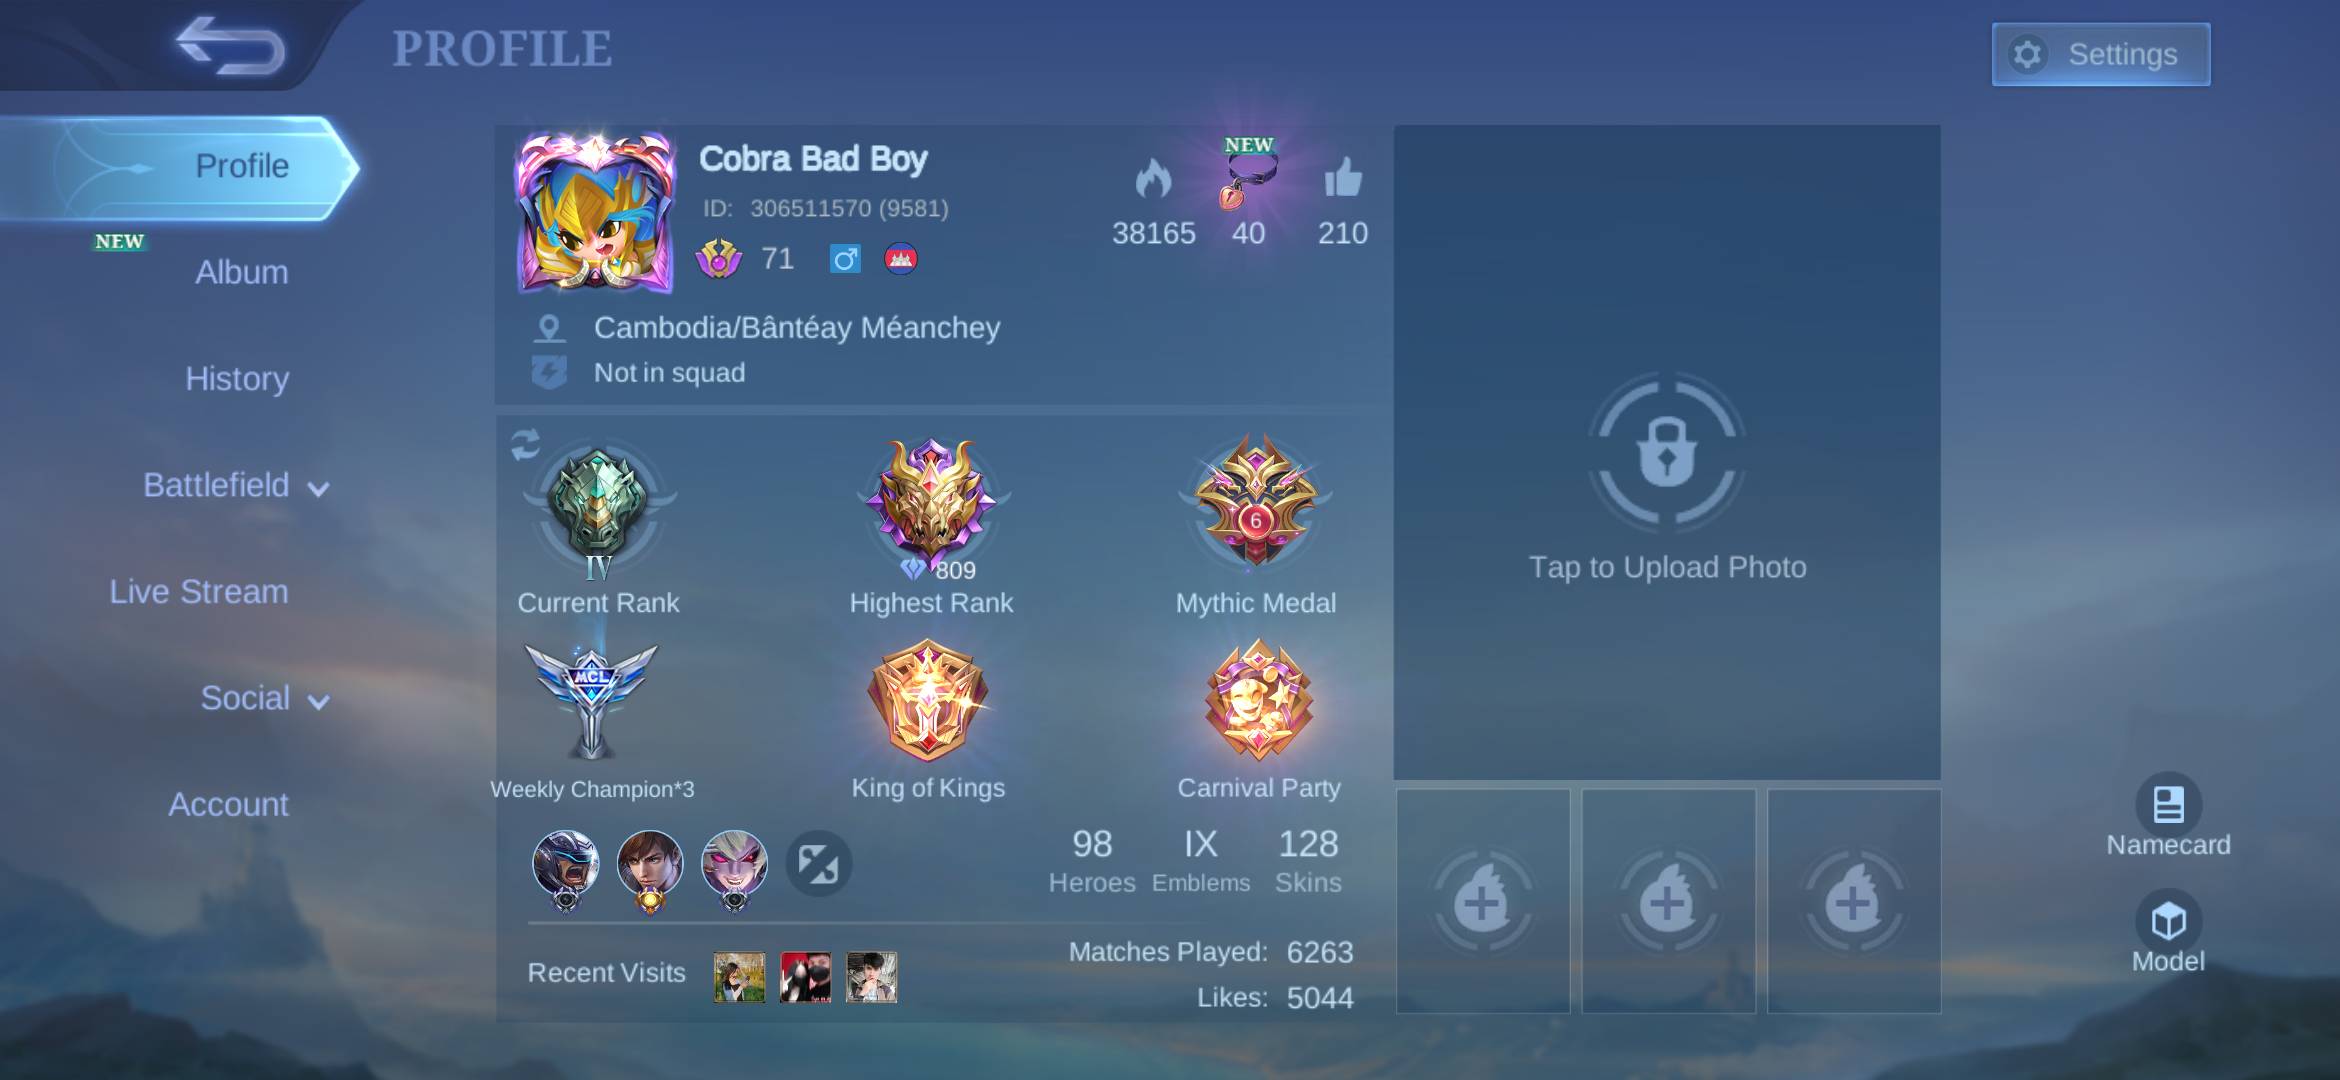 PROFILE
Settings
Profile
NEW
Album
History
Battlefield
Live Stream
Social
Account
Cobra Bad Boy
ID: 306511570 (9581)
71
NEW
38165
40
210
Cambodia/Bântéay Méanchey
Not in squad
IV
Current Rank
809
Highest Rank
6
Mythic Medal
MCL
Weekly Champion*3
King of Kings
Carnival Party
98
Heroes
IX
Emblems
128
Skins
Recent Visits
Matches Played: 6263
Likes: 5044
Tap to Upload Photo
Namecard
Model